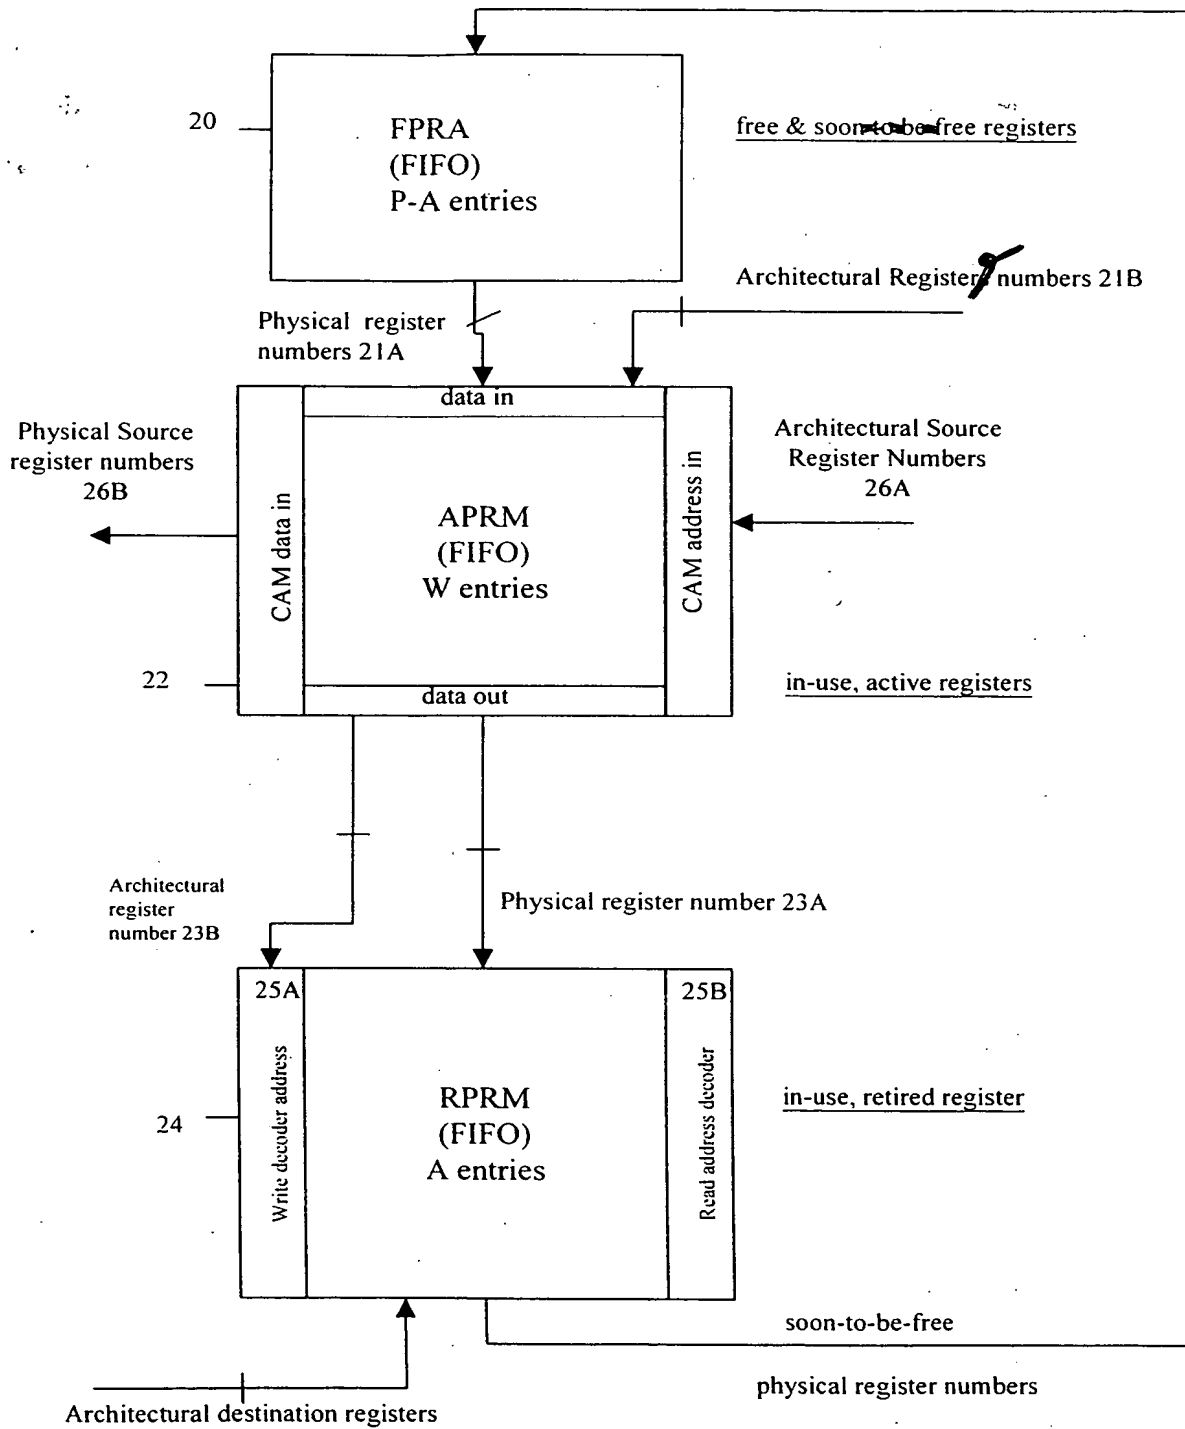 20
FPRA
(FIFO)
P-A entries
free & soon-to-be-free registers
Architectural Registers numbers 21B
Physical register
numbers 21A
data in
Physical Source
register numbers
26B
CAM data in
APRM
(FIFO)
W entries
CAM address in
Architectural Source
Register Numbers
26A
22
data out
in-use, active registers
Architectural
register
number 23B
Physical register number 23A
25A
25B
Write decoder address
RPRM
(FIFO)
A entries
Read address decoder
24
in-use, retired register
soon-to-be-free
physical register numbers
Architectural destination registers